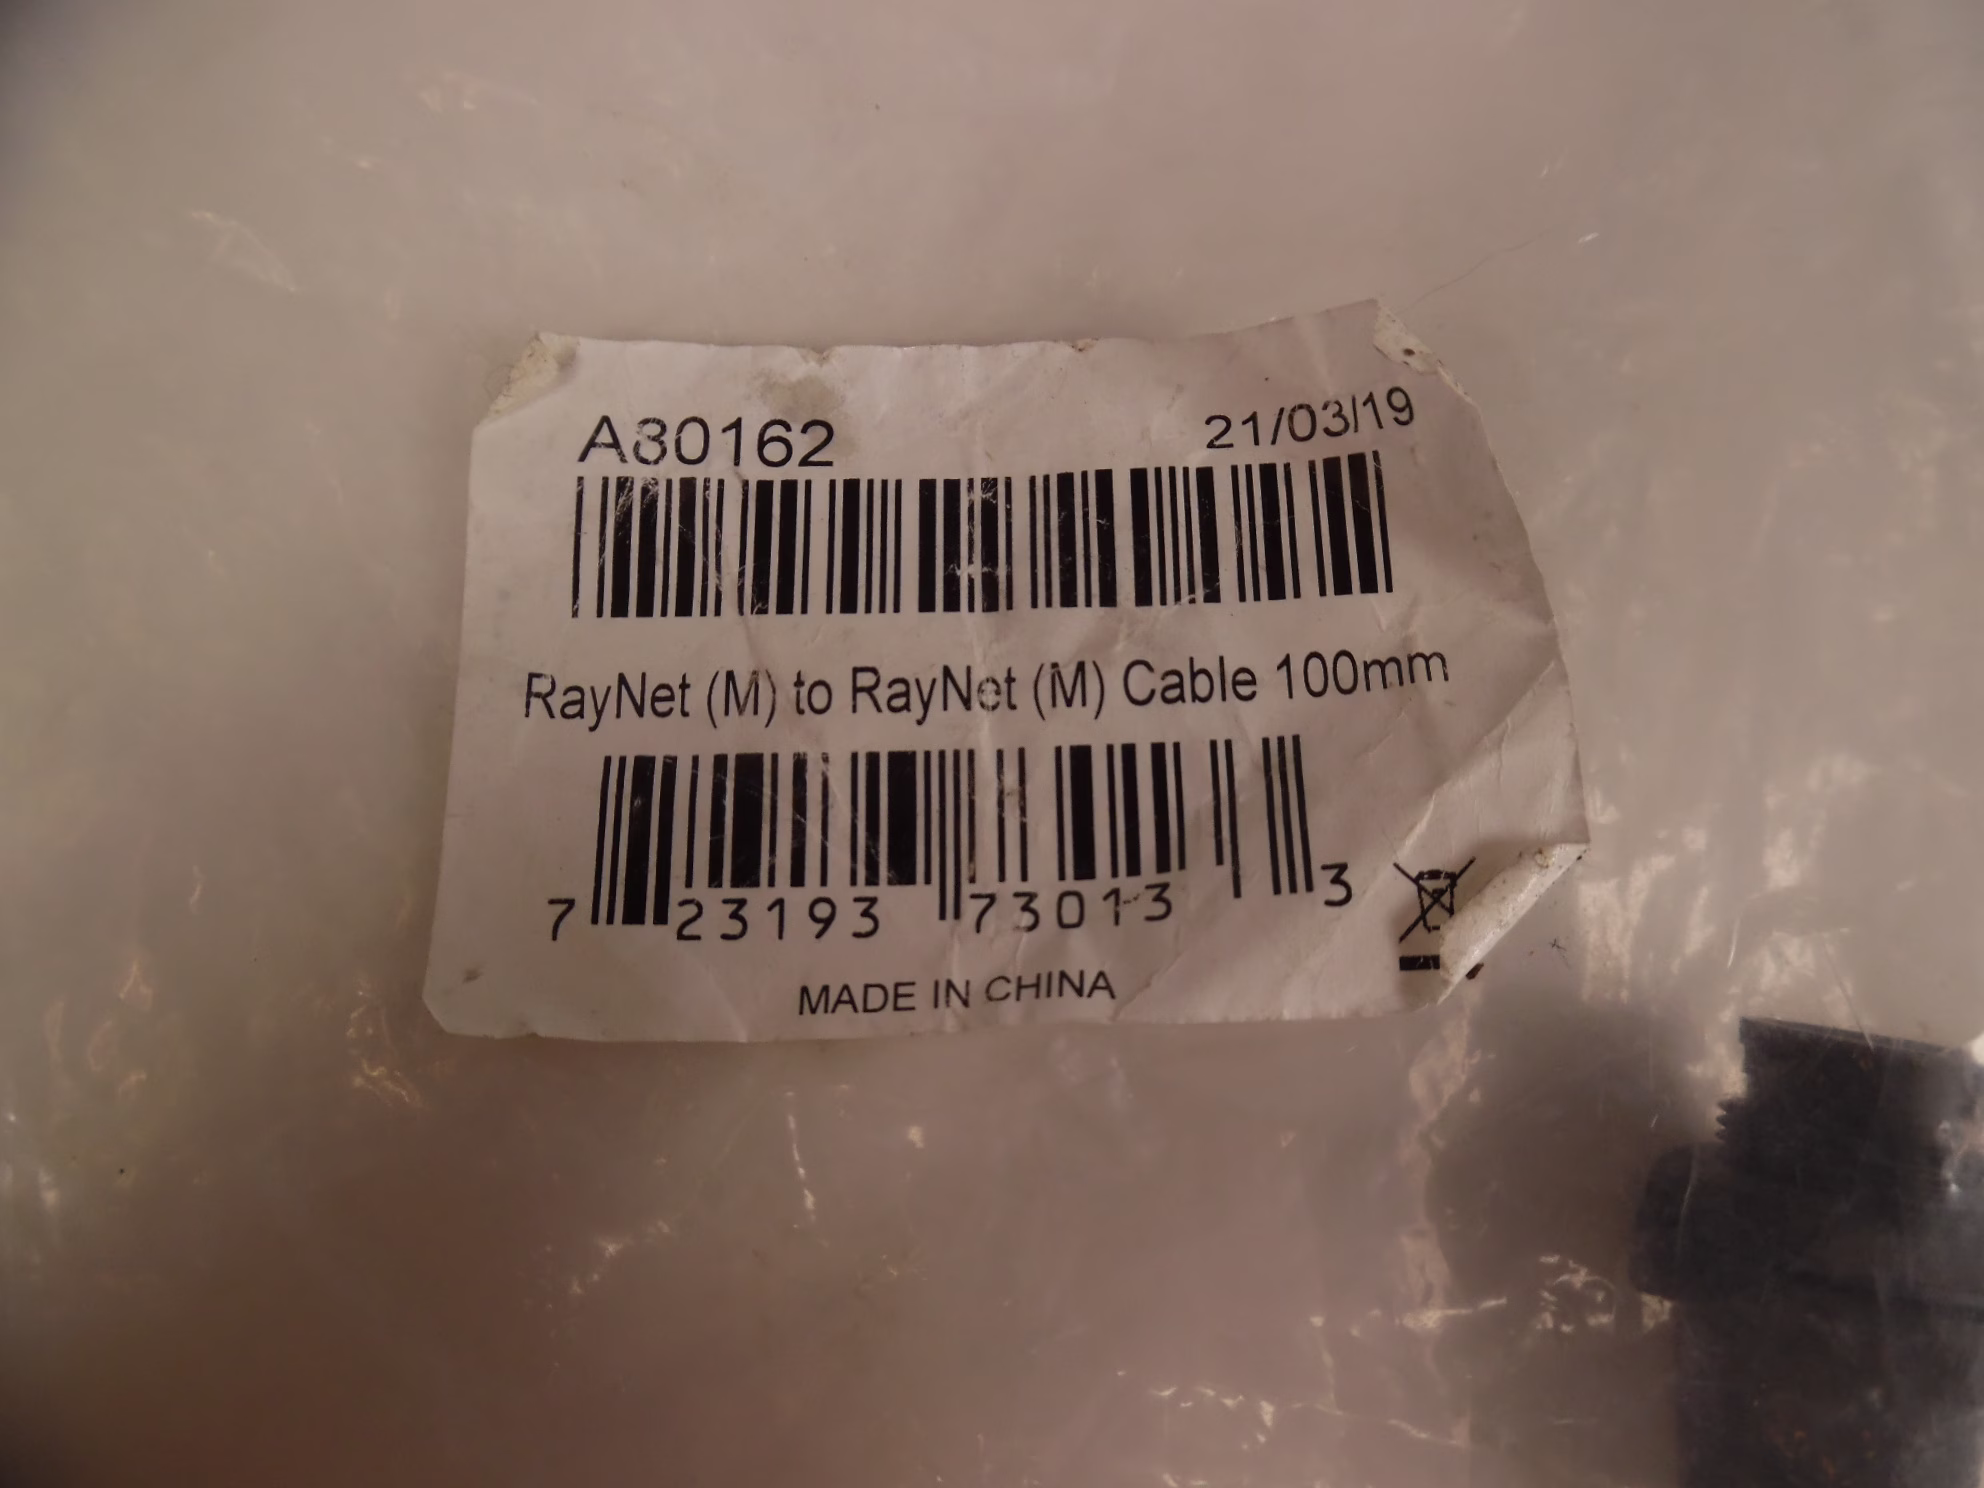 A80162 21/03/19
RayNet (M) to RayNet (M) Cable 100mm
7 23193 73013 3
MADE IN CHINA